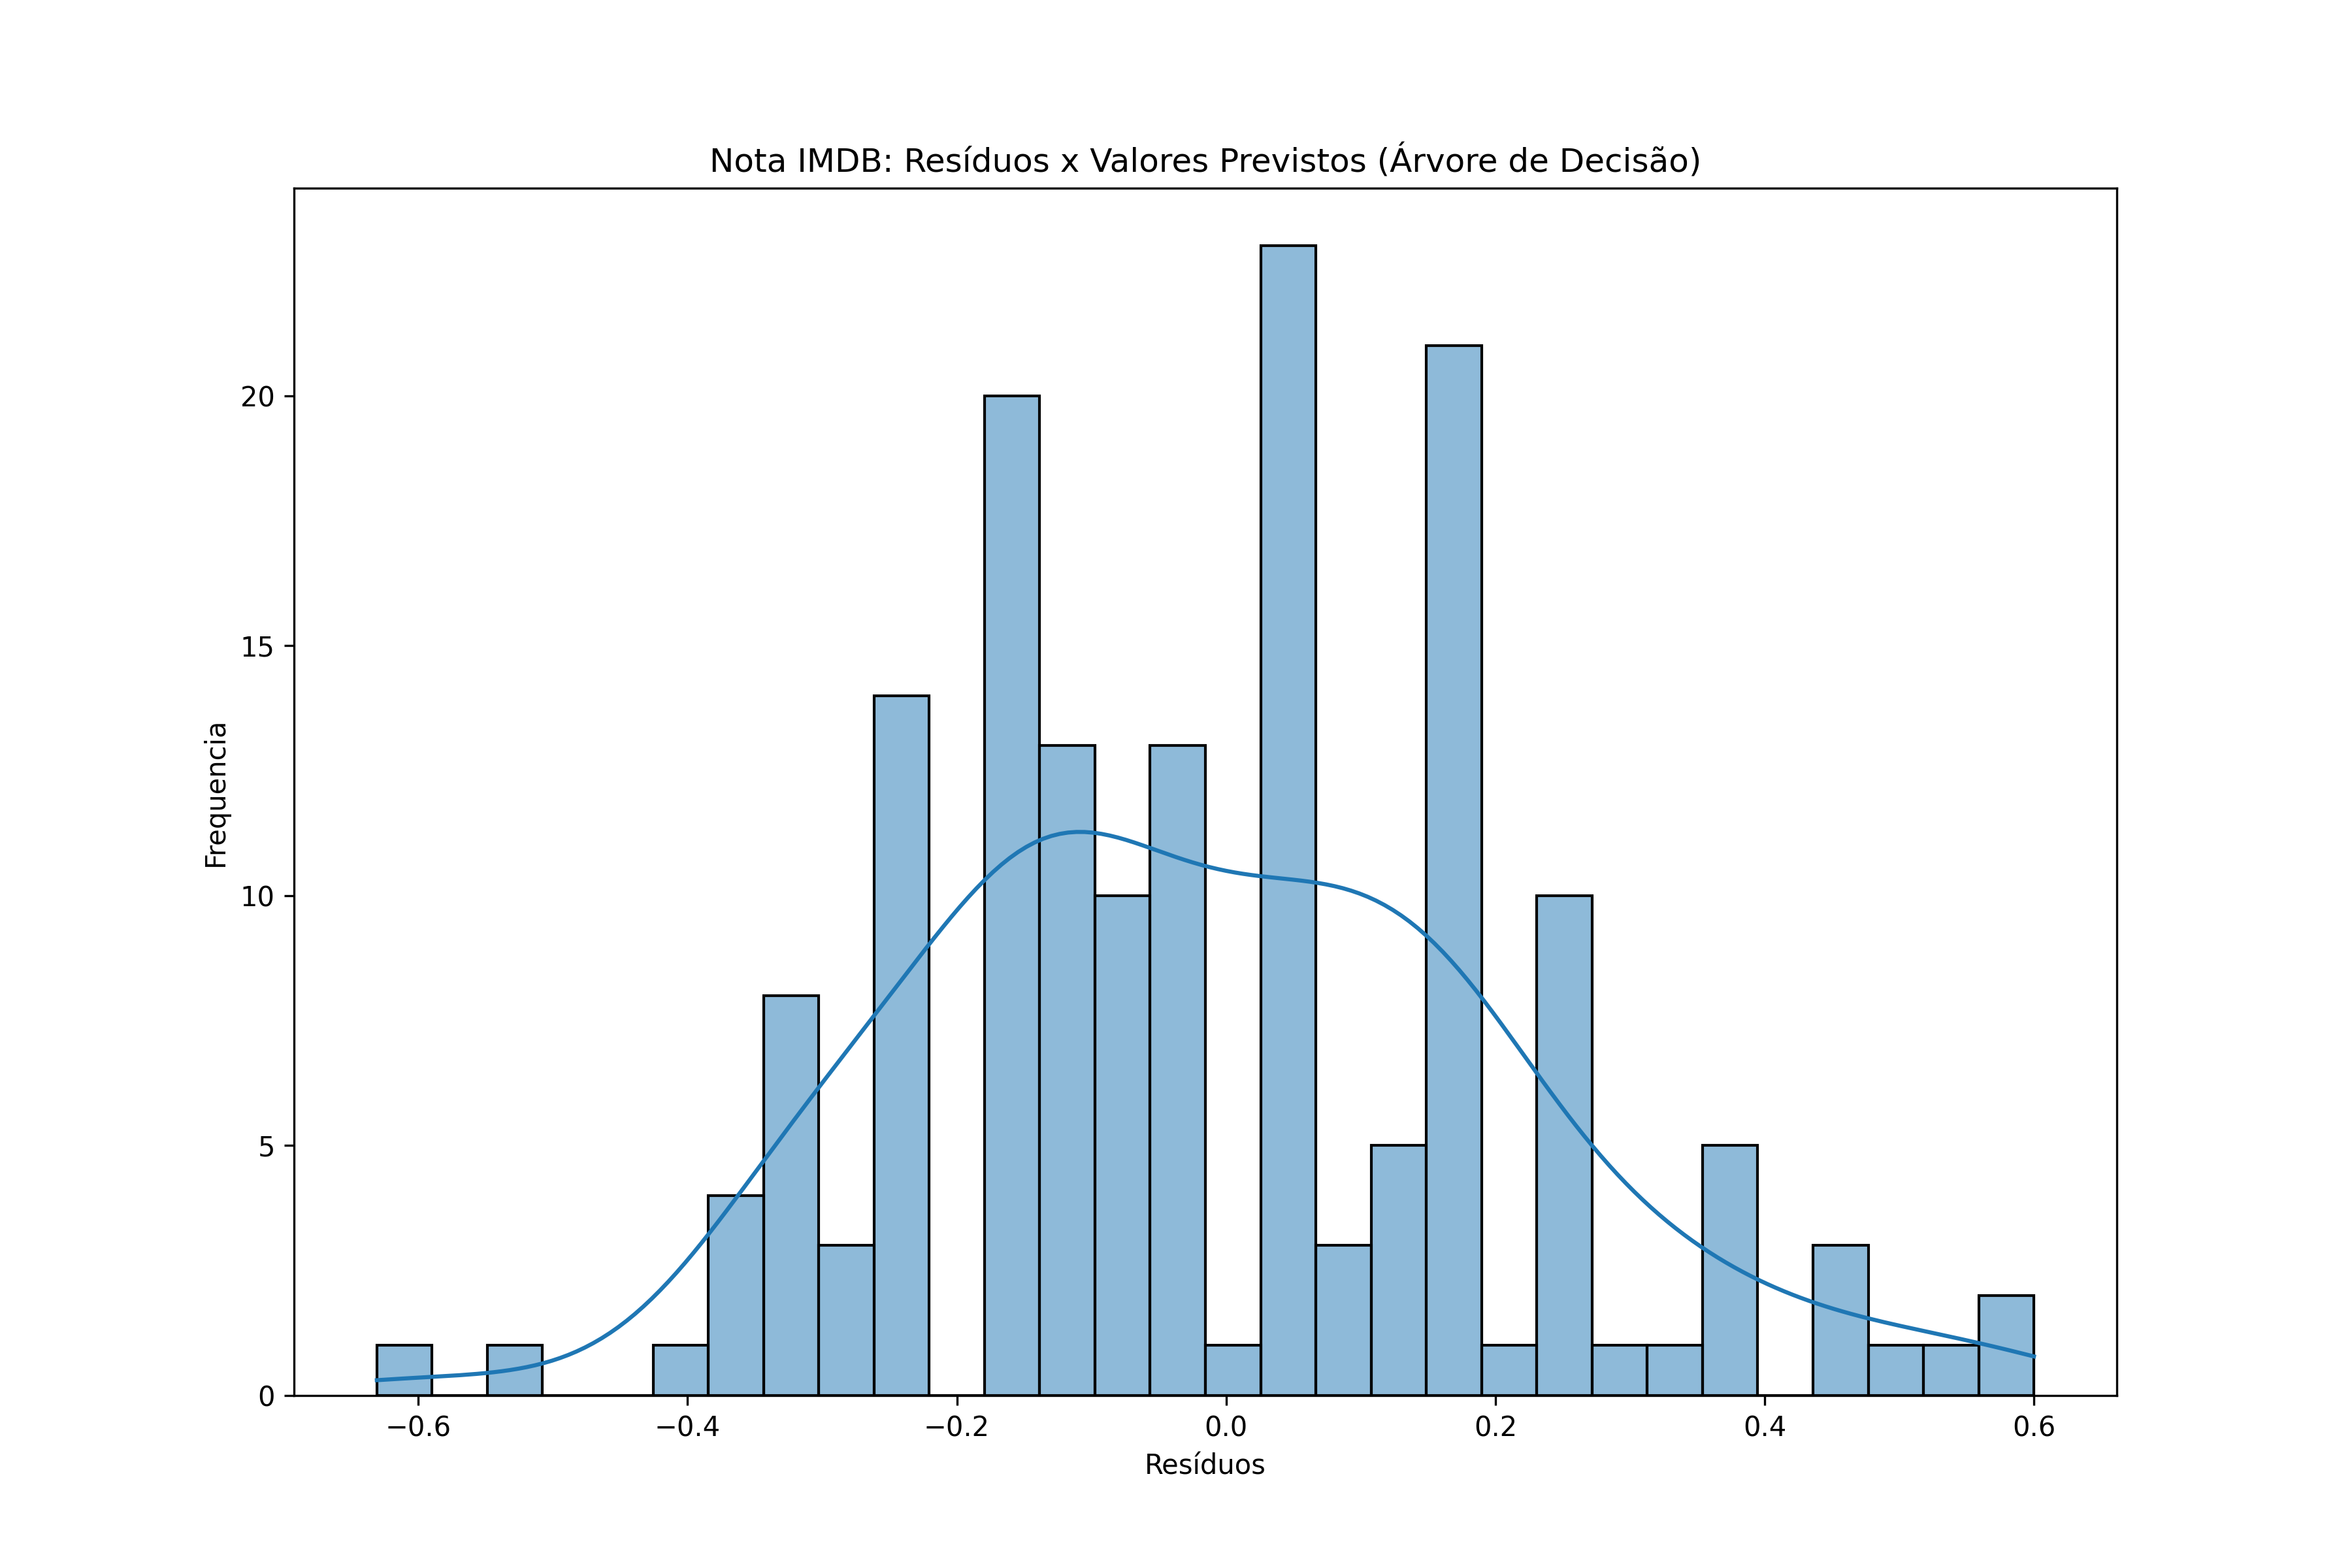 Nota IMDB: Resíduos x Valores Previstos (Árvore de Decisão)
Frequencia
20
15
10
5
0
−0.6 −0.4 −0.2 0.0 0.2 0.4 0.6
Resíduos